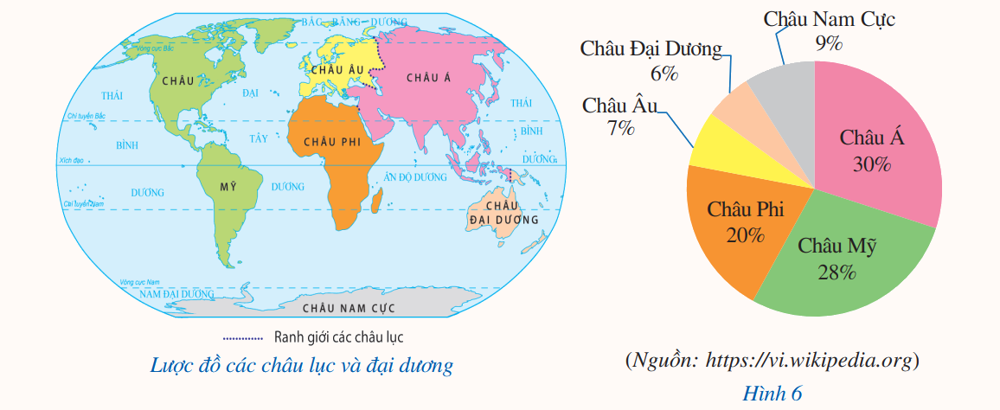 BẮC BĂNG DƯƠNG
Vòng cực Bắc
CHÂU
CHÂU ÂU
CHÂU Á
THÁI
ĐẠI
THÁI
Chí tuyến Bắc
BÌNH
TÂY
CHÂU PHI
BÌNH
Xích đạo
DƯƠNG
DƯƠNG
MỸ
DƯƠNG
ẤN ĐỘ DƯƠNG
Chí tuyến Nam
CHÂU
ĐẠI DƯƠNG
Vòng cực Nam
NAM ĐẠI DƯƠNG
CHÂU NAM CỰC
Ranh giới các châu lục
Lược đồ các châu lục và đại dương
Châu Nam Cực
9%
Châu Đại Dương
6%
Châu Âu
7%
Châu Á
30%
Châu Phi
20%
Châu Mỹ
28%
(Nguồn: https://vi.wikipedia.org)
Hình 6